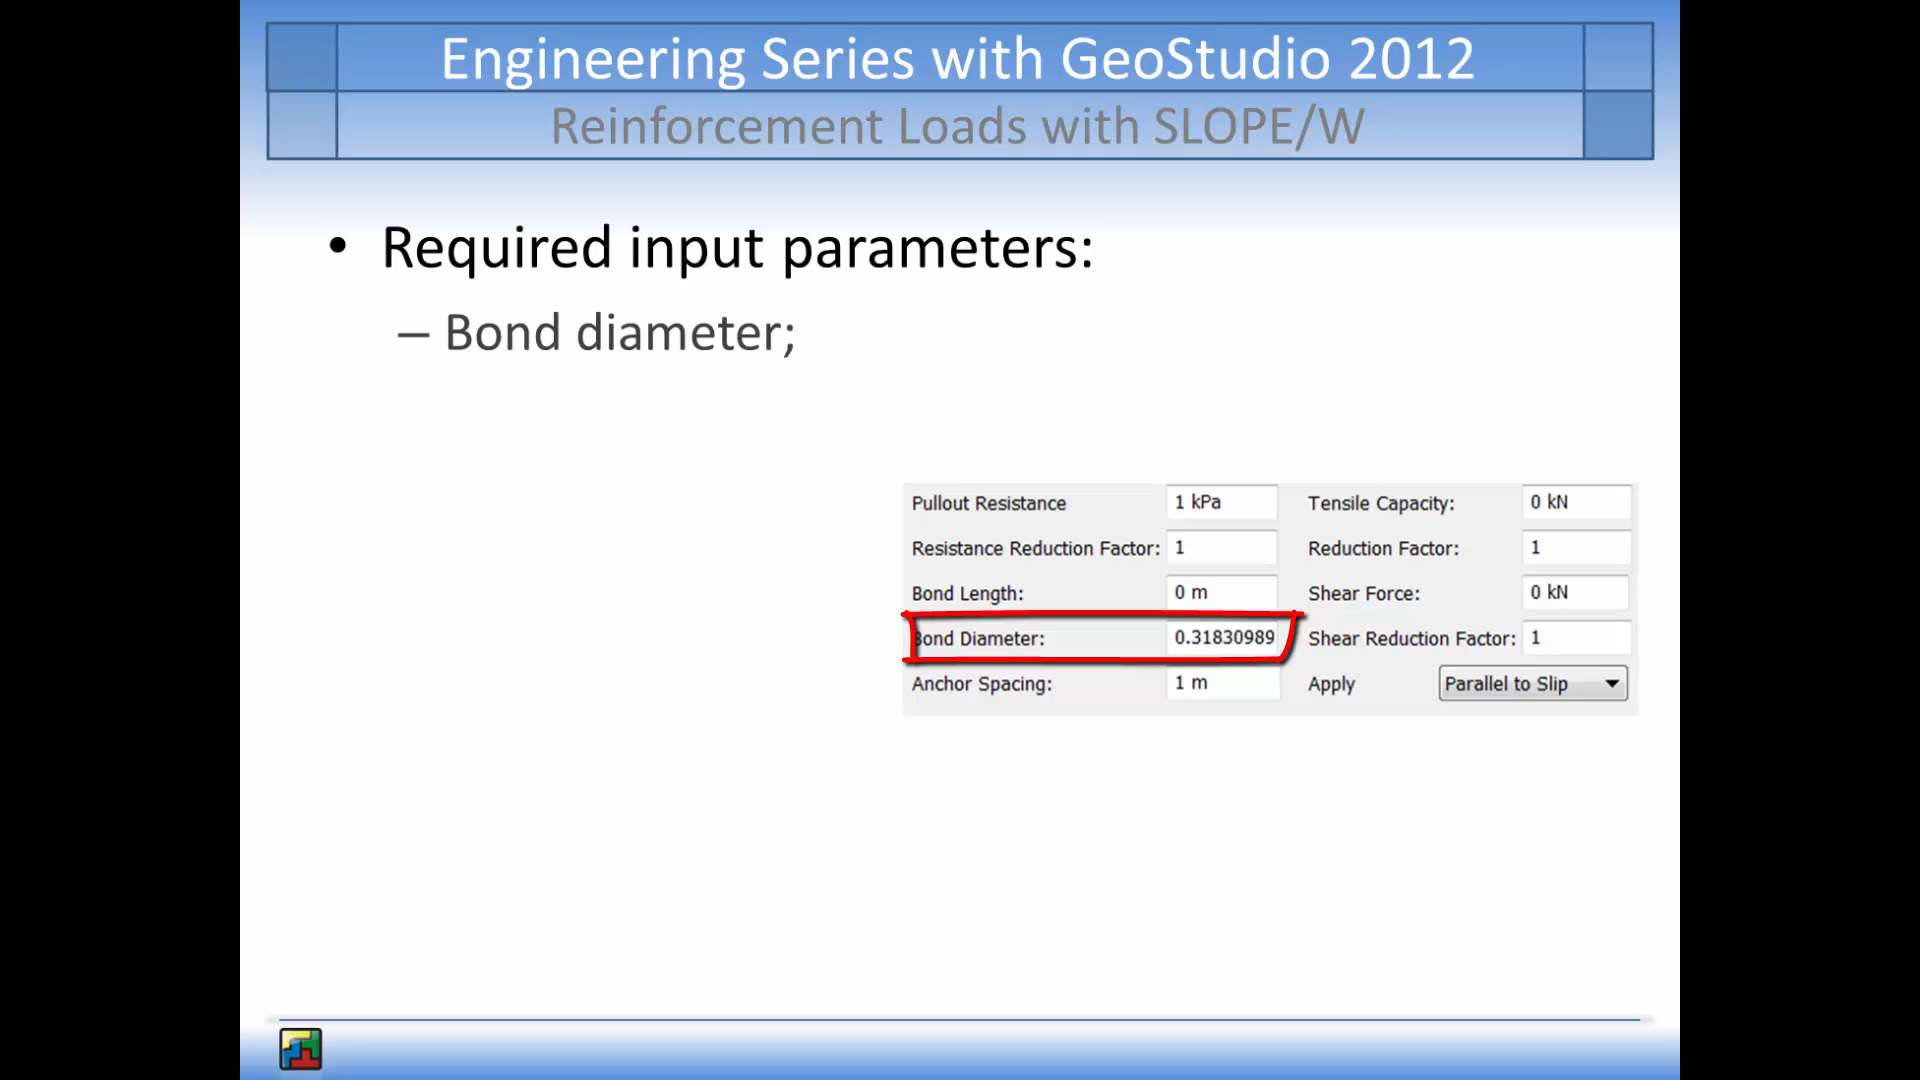 Engineering Series with GeoStudio 2012
Reinforcement Loads with SLOPE/W
• Required input parameters:
– Bond diameter;
Pullout Resistance 1 kPa Tensile Capacity: 0 kN
Resistance Reduction Factor: 1 Reduction Factor: 1
Bond Length: 0 m Shear Force: 0 kN
Bond Diameter: 0.31830989 Shear Reduction Factor: 1
Anchor Spacing: 1 m Apply Parallel to Slip